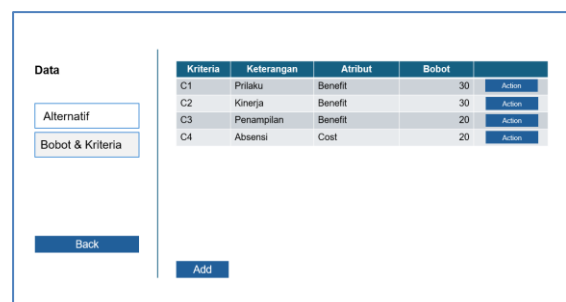 Data
Alternatif
Bobot & Kriteria
Back
Kriteria Keterangan Atribut Bobot
C1 Prilaku Benefit 30 Action
C2 Kinerja Benefit 30 Action
C3 Penampilan Benefit 20 Action
C4 Absensi Cost 20 Action
Add